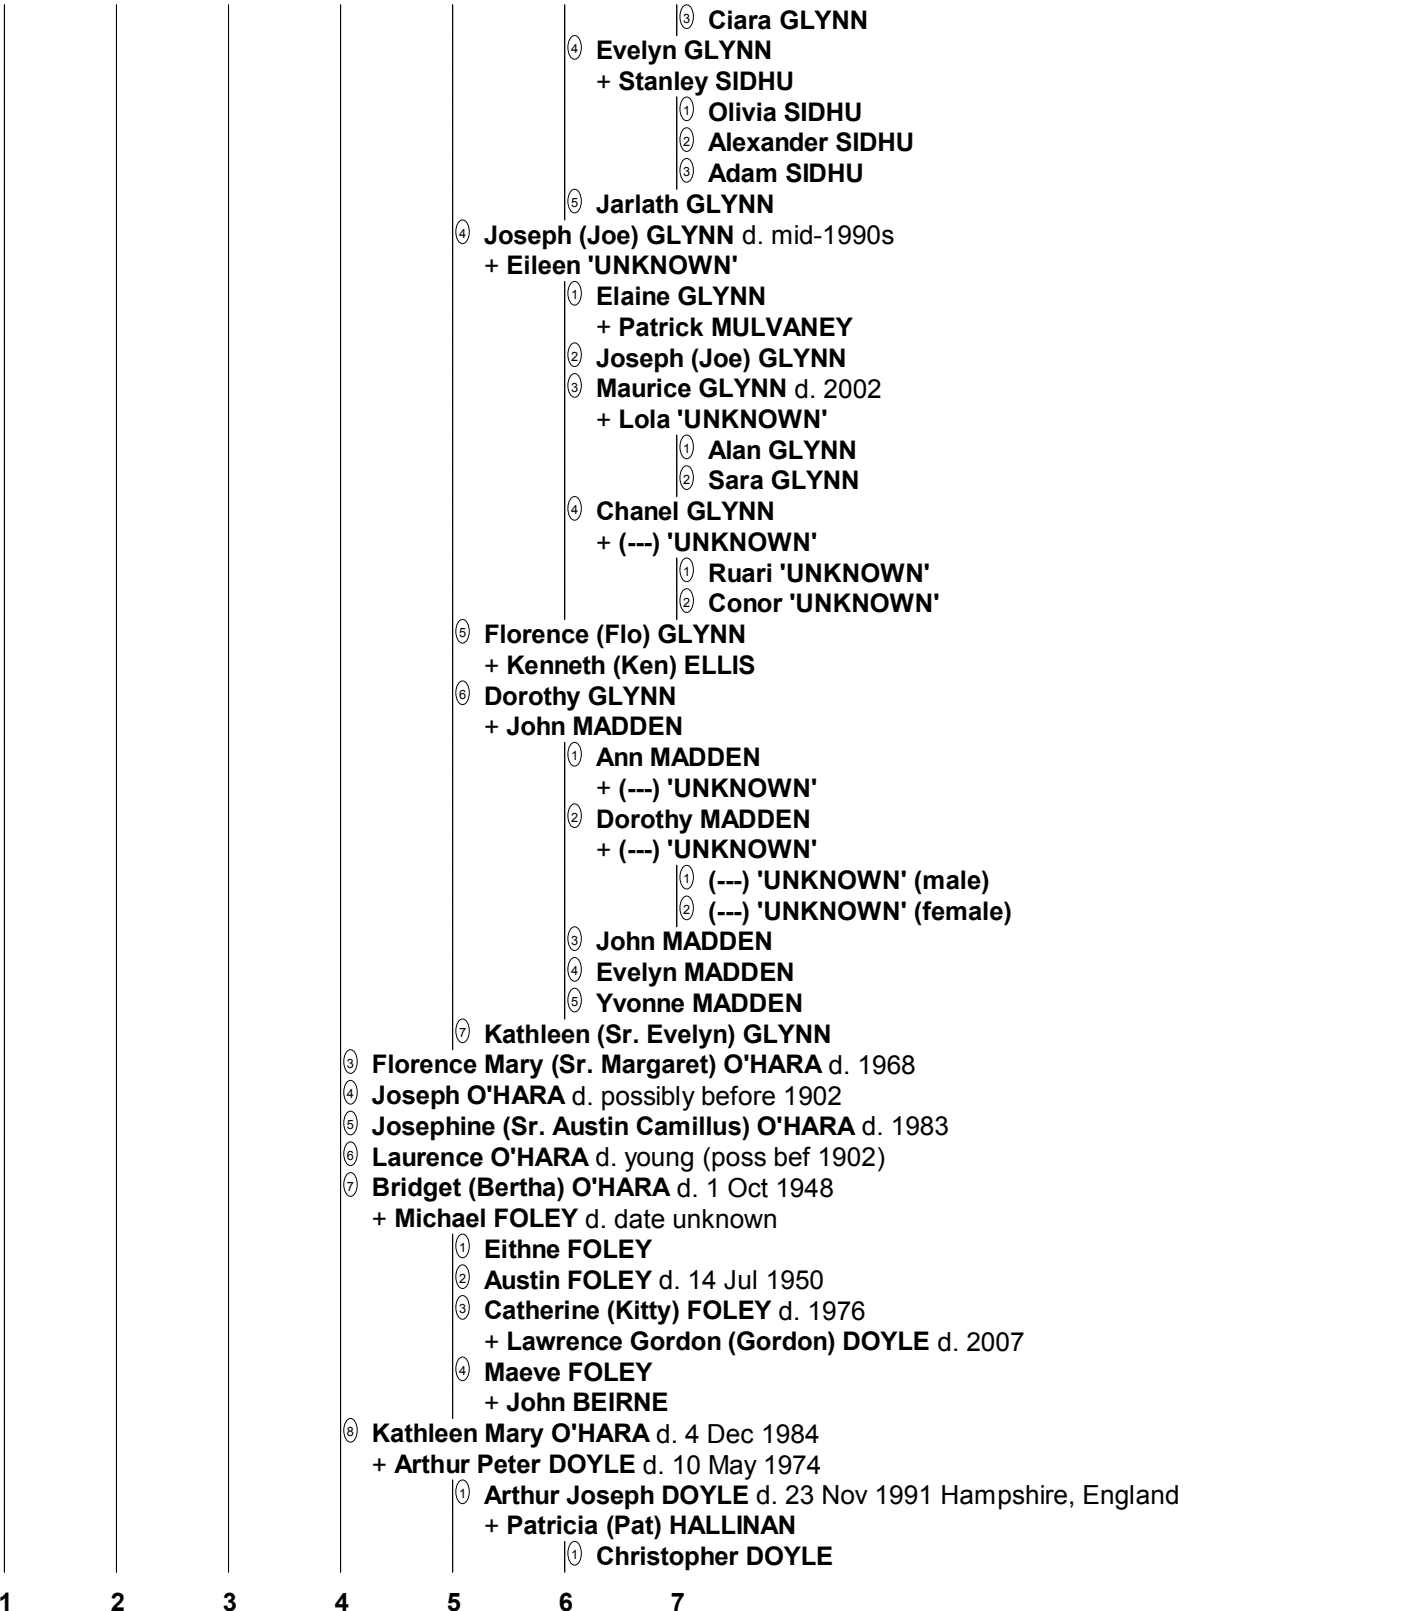 ③ Ciara GLYNN
④ Evelyn GLYNN
+ Stanley SIDHU
① Olivia SIDHU
② Alexander SIDHU
③ Adam SIDHU
⑤ Jarlath GLYNN
④ Joseph (Joe) GLYNN d. mid-1990s
+ Eileen 'UNKNOWN'
① Elaine GLYNN
+ Patrick MULVANEY
② Joseph (Joe) GLYNN
③ Maurice GLYNN d. 2002
+ Lola 'UNKNOWN'
① Alan GLYNN
② Sara GLYNN
④ Chanel GLYNN
+ (---) 'UNKNOWN'
① Ruari 'UNKNOWN'
② Conor 'UNKNOWN'
⑤ Florence (Flo) GLYNN
+ Kenneth (Ken) ELLIS
⑥ Dorothy GLYNN
+ John MADDEN
① Ann MADDEN
+ (---) 'UNKNOWN'
② Dorothy MADDEN
+ (---) 'UNKNOWN'
① (---) 'UNKNOWN' (male)
② (---) 'UNKNOWN' (female)
③ John MADDEN
④ Evelyn MADDEN
⑤ Yvonne MADDEN
⑦ Kathleen (Sr. Evelyn) GLYNN
③ Florence Mary (Sr. Margaret) O'HARA d. 1968
④ Joseph O'HARA d. possibly before 1902
⑤ Josephine (Sr. Austin Camillus) O'HARA d. 1983
⑥ Laurence O'HARA d. young (poss bef 1902)
⑦ Bridget (Bertha) O'HARA d. 1 Oct 1948
+ Michael FOLEY d. date unknown
① Eithne FOLEY
② Austin FOLEY d. 14 Jul 1950
③ Catherine (Kitty) FOLEY d. 1976
+ Lawrence Gordon (Gordon) DOYLE d. 2007
④ Maeve FOLEY
+ John BEIRNE
⑧ Kathleen Mary O'HARA d. 4 Dec 1984
+ Arthur Peter DOYLE d. 10 May 1974
① Arthur Joseph DOYLE d. 23 Nov 1991 Hampshire, England
+ Patricia (Pat) HALLINAN
① Christopher DOYLE
1 2 3 4 5 6 7